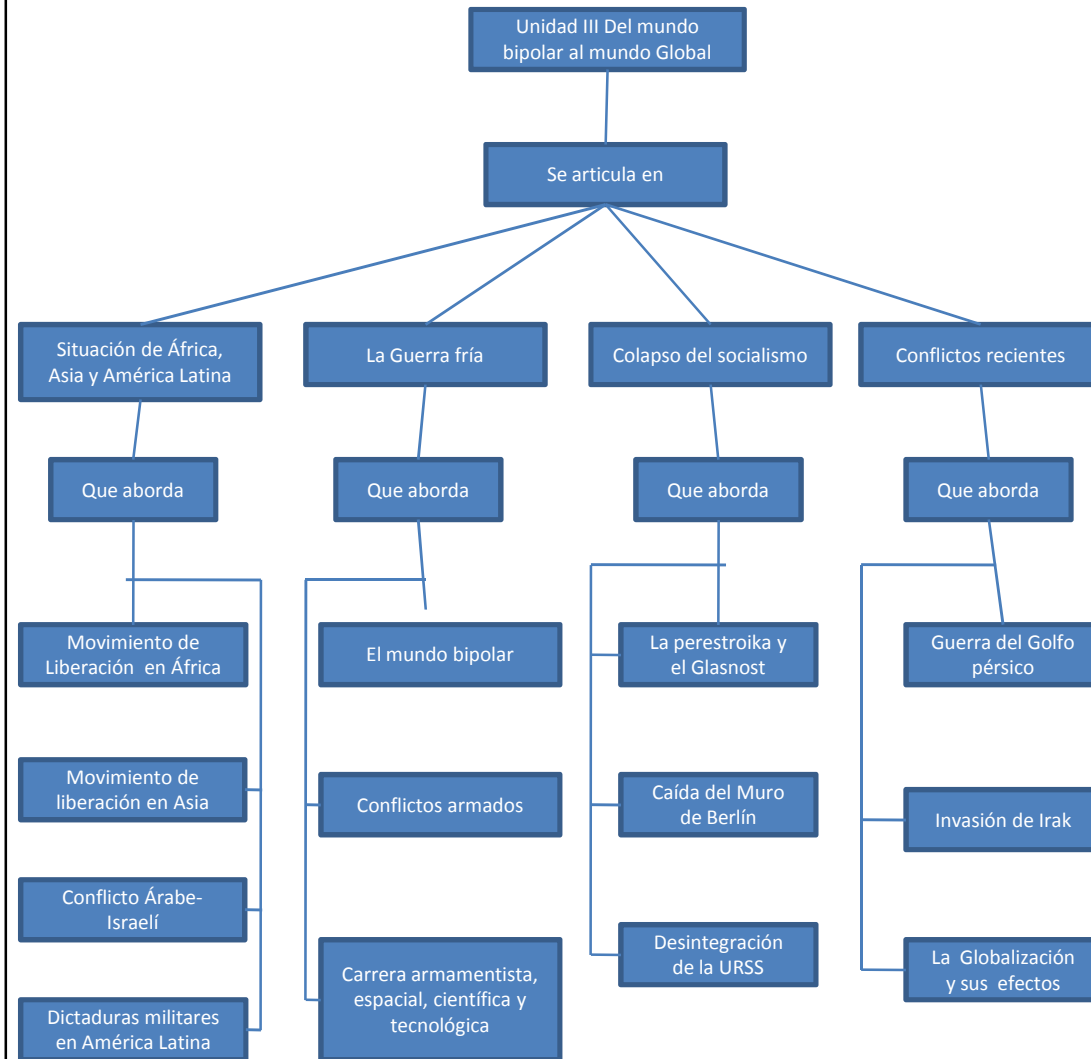 Unidad III Del mundo
bipolar al mundo Global
Se articula en
Situación de África,
Asia y América Latina
La Guerra fría
Colapso del socialismo
Conflictos recientes
Que aborda
Que aborda
Que aborda
Que aborda
Movimiento de
Liberación en África
El mundo bipolar
La perestroika y
el Glasnost
Guerra del Golfo
pérsico
Movimiento de
liberación en Asia
Conflictos armados
Caída del Muro
de Berlín
Invasión de Irak
Conflicto Árabe-
Israelí
Carrera armamentista,
espacial, científica y
tecnológica
Desintegración
de la URSS
La Globalización
y sus efectos
Dictaduras militares
en América Latina